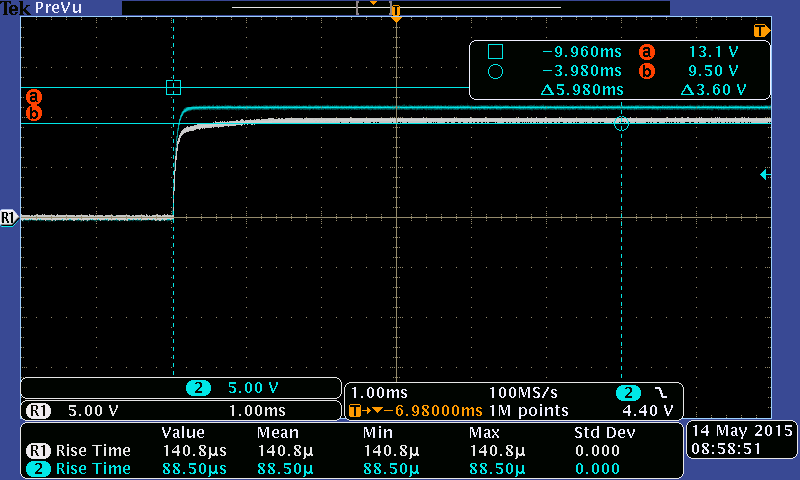 Tek PreVu
T
T
−9.960ms a 13.1 V
−3.980ms b 9.50 V
Δ5.980ms Δ3.60 V
a
b
R1
2 5.00 V
R1 5.00 V 1.00ms
1.00ms 100MS/s 2
T→▼−6.98000ms 1M points 4.40 V
Value Mean Min Max Std Dev
R1 Rise Time 140.8µs 140.8µ 140.8µ 140.8µ 0.000
2 Rise Time 88.50µs 88.50µ 88.50µ 88.50µ 0.000
14 May 2015
08:58:51